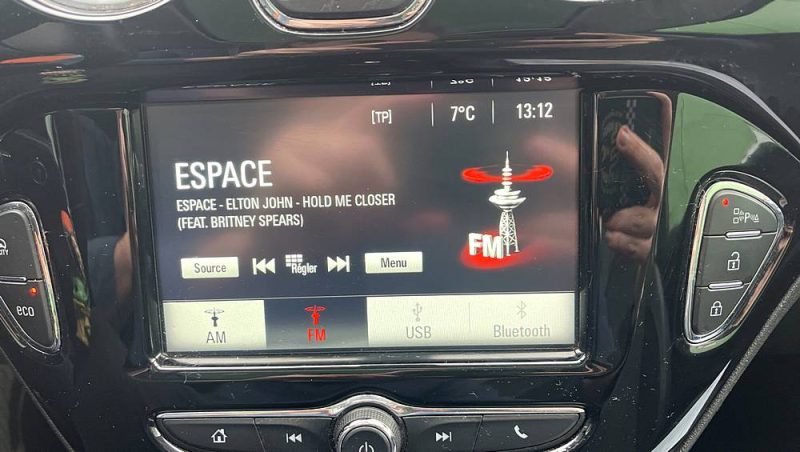 [TP] 7°C 13:12
ESPACE
ESPACE - ELTON JOHN - HOLD ME CLOSER
(FEAT. BRITNEY SPEARS)
FM
Source Régler Menu
AM FM USB Bluetooth
CITY
eco
P